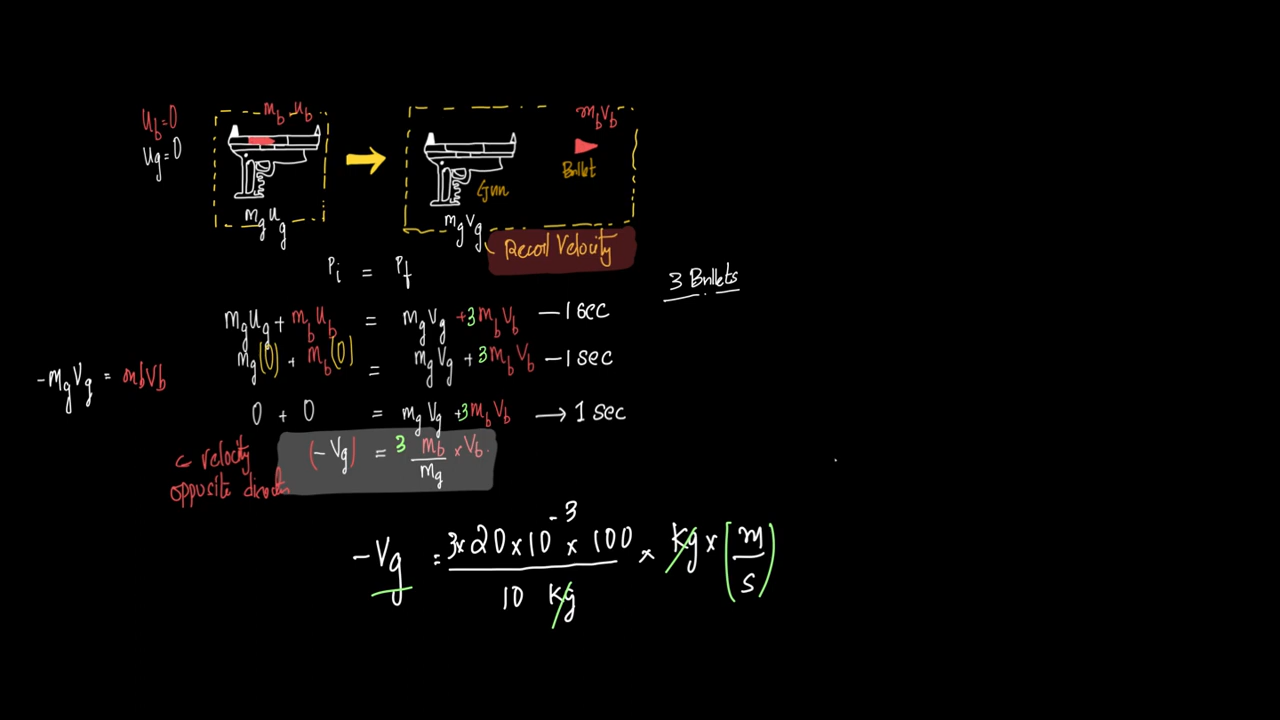 u_b=0
u_g=0
m_b u_b
m_b v_b
Bullet
Gun
m_g u_g
m_g v_g
Recoil Velocity
P_i = P_f
3 Bullets
m_g u_g + m_b u_b = m_g v_g + 3 m_b v_b — 1 sec
m_g (0) + m_b (0) = m_g v_g + 3 m_b v_b — 1 sec
-m_g v_g = m_b v_b
0 + 0 = m_g v_g + 3 m_b v_b → 1 sec
(-v_g) = 3 m_b/m_g × v_b
velocity
opposite
-v_g = (3×20×10^-3 × 100)/(10 kg) × kg × (m/s)